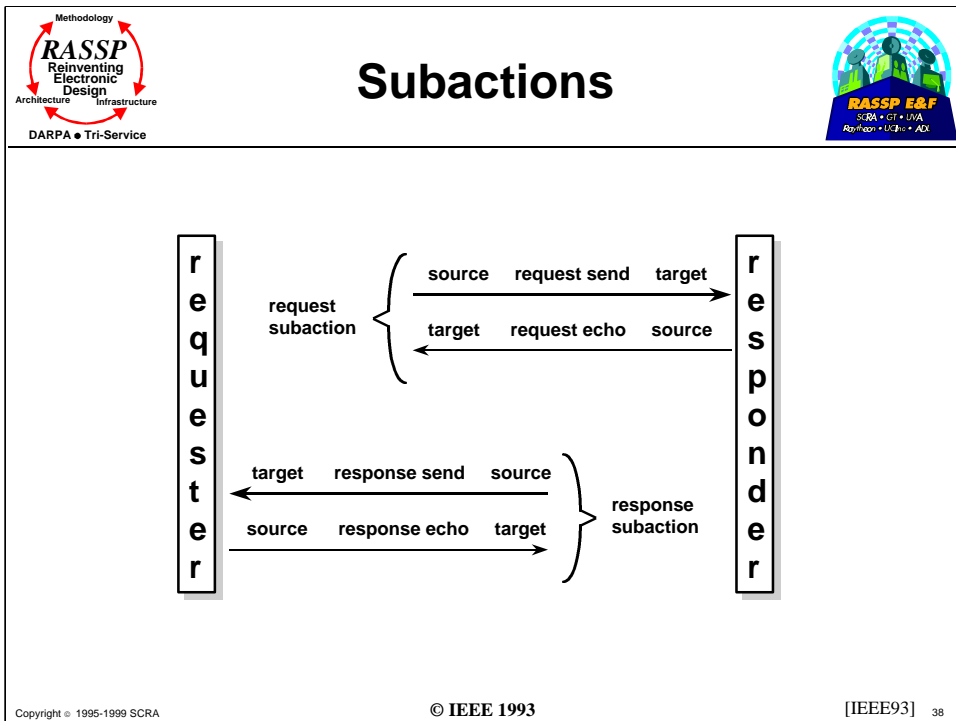 Methodology
RASSP
Reinventing
Electronic
Design
Architecture Infrastructure
DARPA ● Tri-Service
Subactions
RASSP E&F
SCRA • GT • UVA
Raytheon • UCinc • ADL
requester
request
subaction
source request send target
target request echo source
responder
target response send source
source response echo target
response
subaction
Copyright © 1995-1999 SCRA
© IEEE 1993
[IEEE93] 38